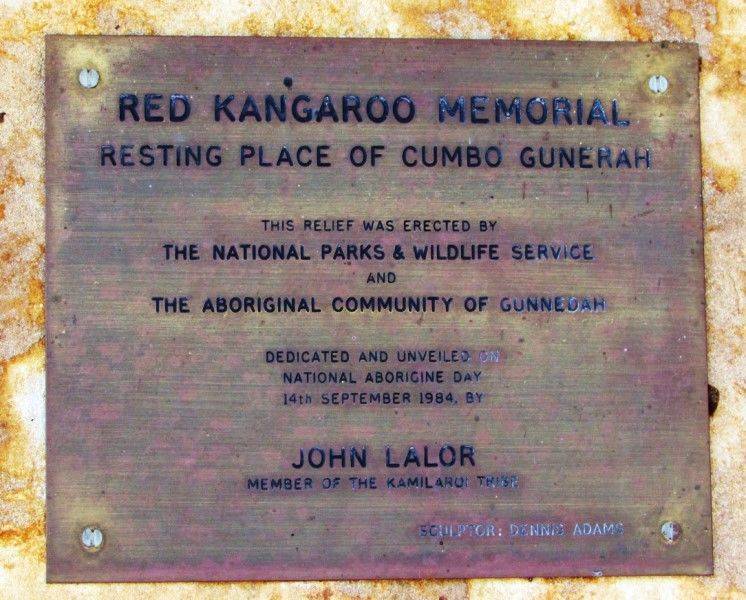 RED KANGAROO MEMORIAL
RESTING PLACE OF CUMBO GUNERAH
THIS RELIEF WAS ERECTED BY
THE NATIONAL PARKS & WILDLIFE SERVICE
AND
THE ABORIGINAL COMMUNITY OF GUNNEDAH
DEDICATED AND UNVEILED ON
NATIONAL ABORIGINE DAY
14th SEPTEMBER 1984, BY
JOHN LALOR
MEMBER OF THE KAMILAROI TRIBE
SCULPTOR: DENNIS ADAMS